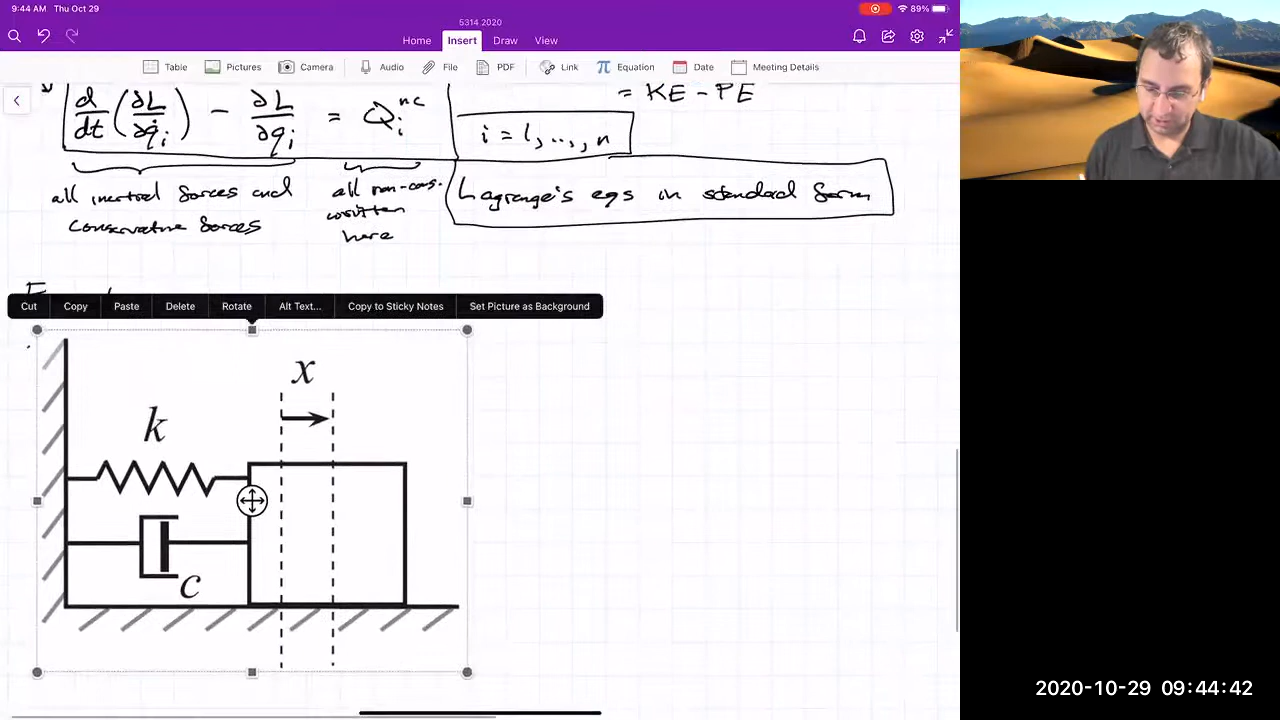 9:44 AM Thu Oct 29
89%
5314 2020
Home Insert Draw View
Table Pictures Camera Audio File PDF Link Equation Date Meeting Details
d/dt (∂L/∂q̇i) − ∂L/∂qi = Qi^nc
= KE − PE
i = 1, ..., n
all inertial forces and
conservative forces
all non-cons.
written
here
Lagrange's eqs in standard form
Cut Copy Paste Delete Rotate Alt Text... Copy to Sticky Notes Set Picture as Background
x
k
c
2020-10-29 09:44:42